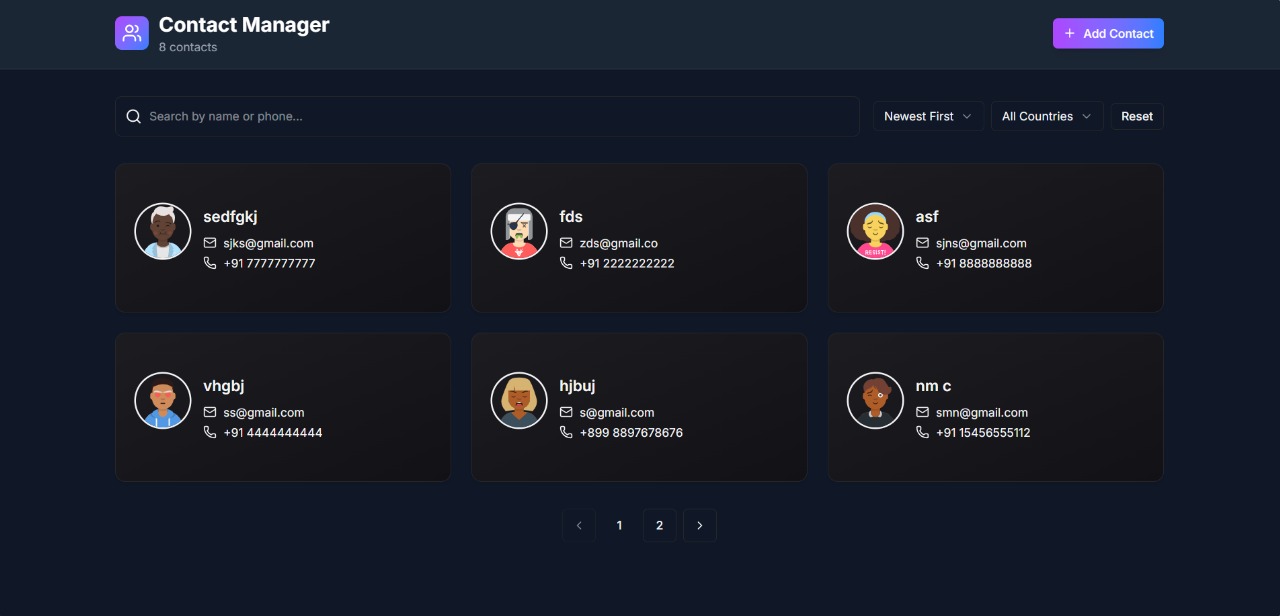 Contact Manager
8 contacts
+ Add Contact
Search by name or phone...
Newest First
All Countries
Reset
sedfgkj
sjks@gmail.com
+91 7777777777
fds
zds@gmail.co
+91 2222222222
asf
sjns@gmail.com
+91 8888888888
RESIST!
vhgbj
ss@gmail.com
+91 4444444444
hjbuj
s@gmail.com
+899 8897678676
nm c
smn@gmail.com
+91 15456555112
1
2